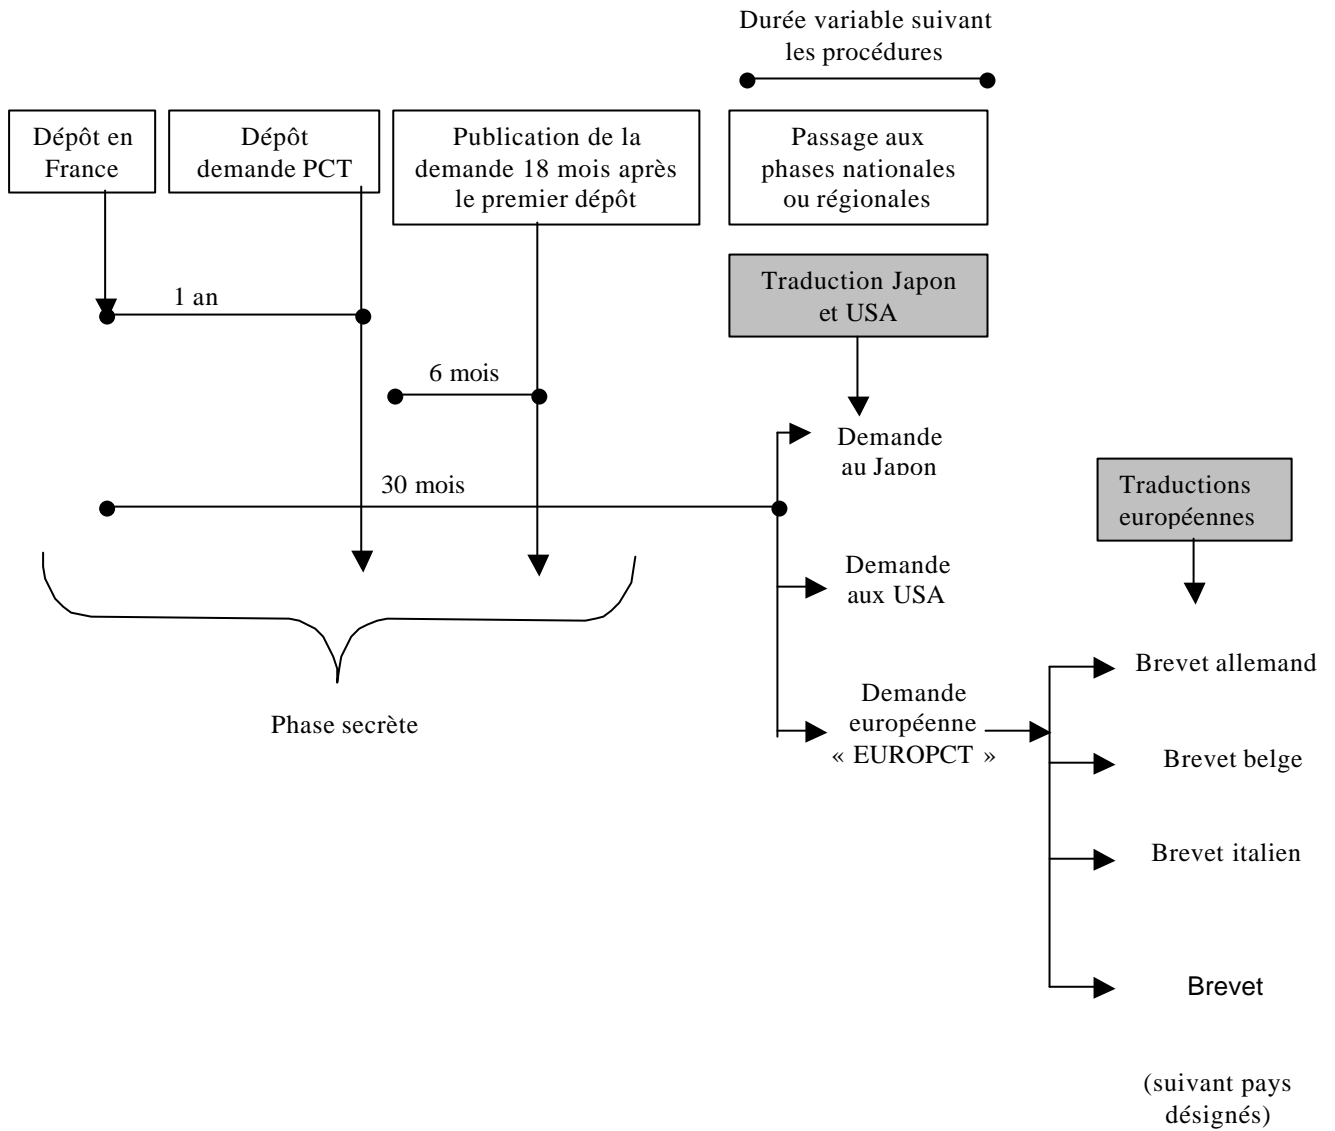 Durée variable suivant
les procédures
Dépôt en
France
Dépôt
demande PCT
Publication de la
demande 18 mois après
le premier dépôt
Passage aux
phases nationales
ou régionales
Traduction Japon
et USA
1 an
6 mois
Demande
au Japon
30 mois
Traductions
européennes
Demande
aux USA
Phase secrète
Demande
européenne
« EUROPCT »
Brevet allemand
Brevet belge
Brevet italien
Brevet
(suivant pays
désignés)